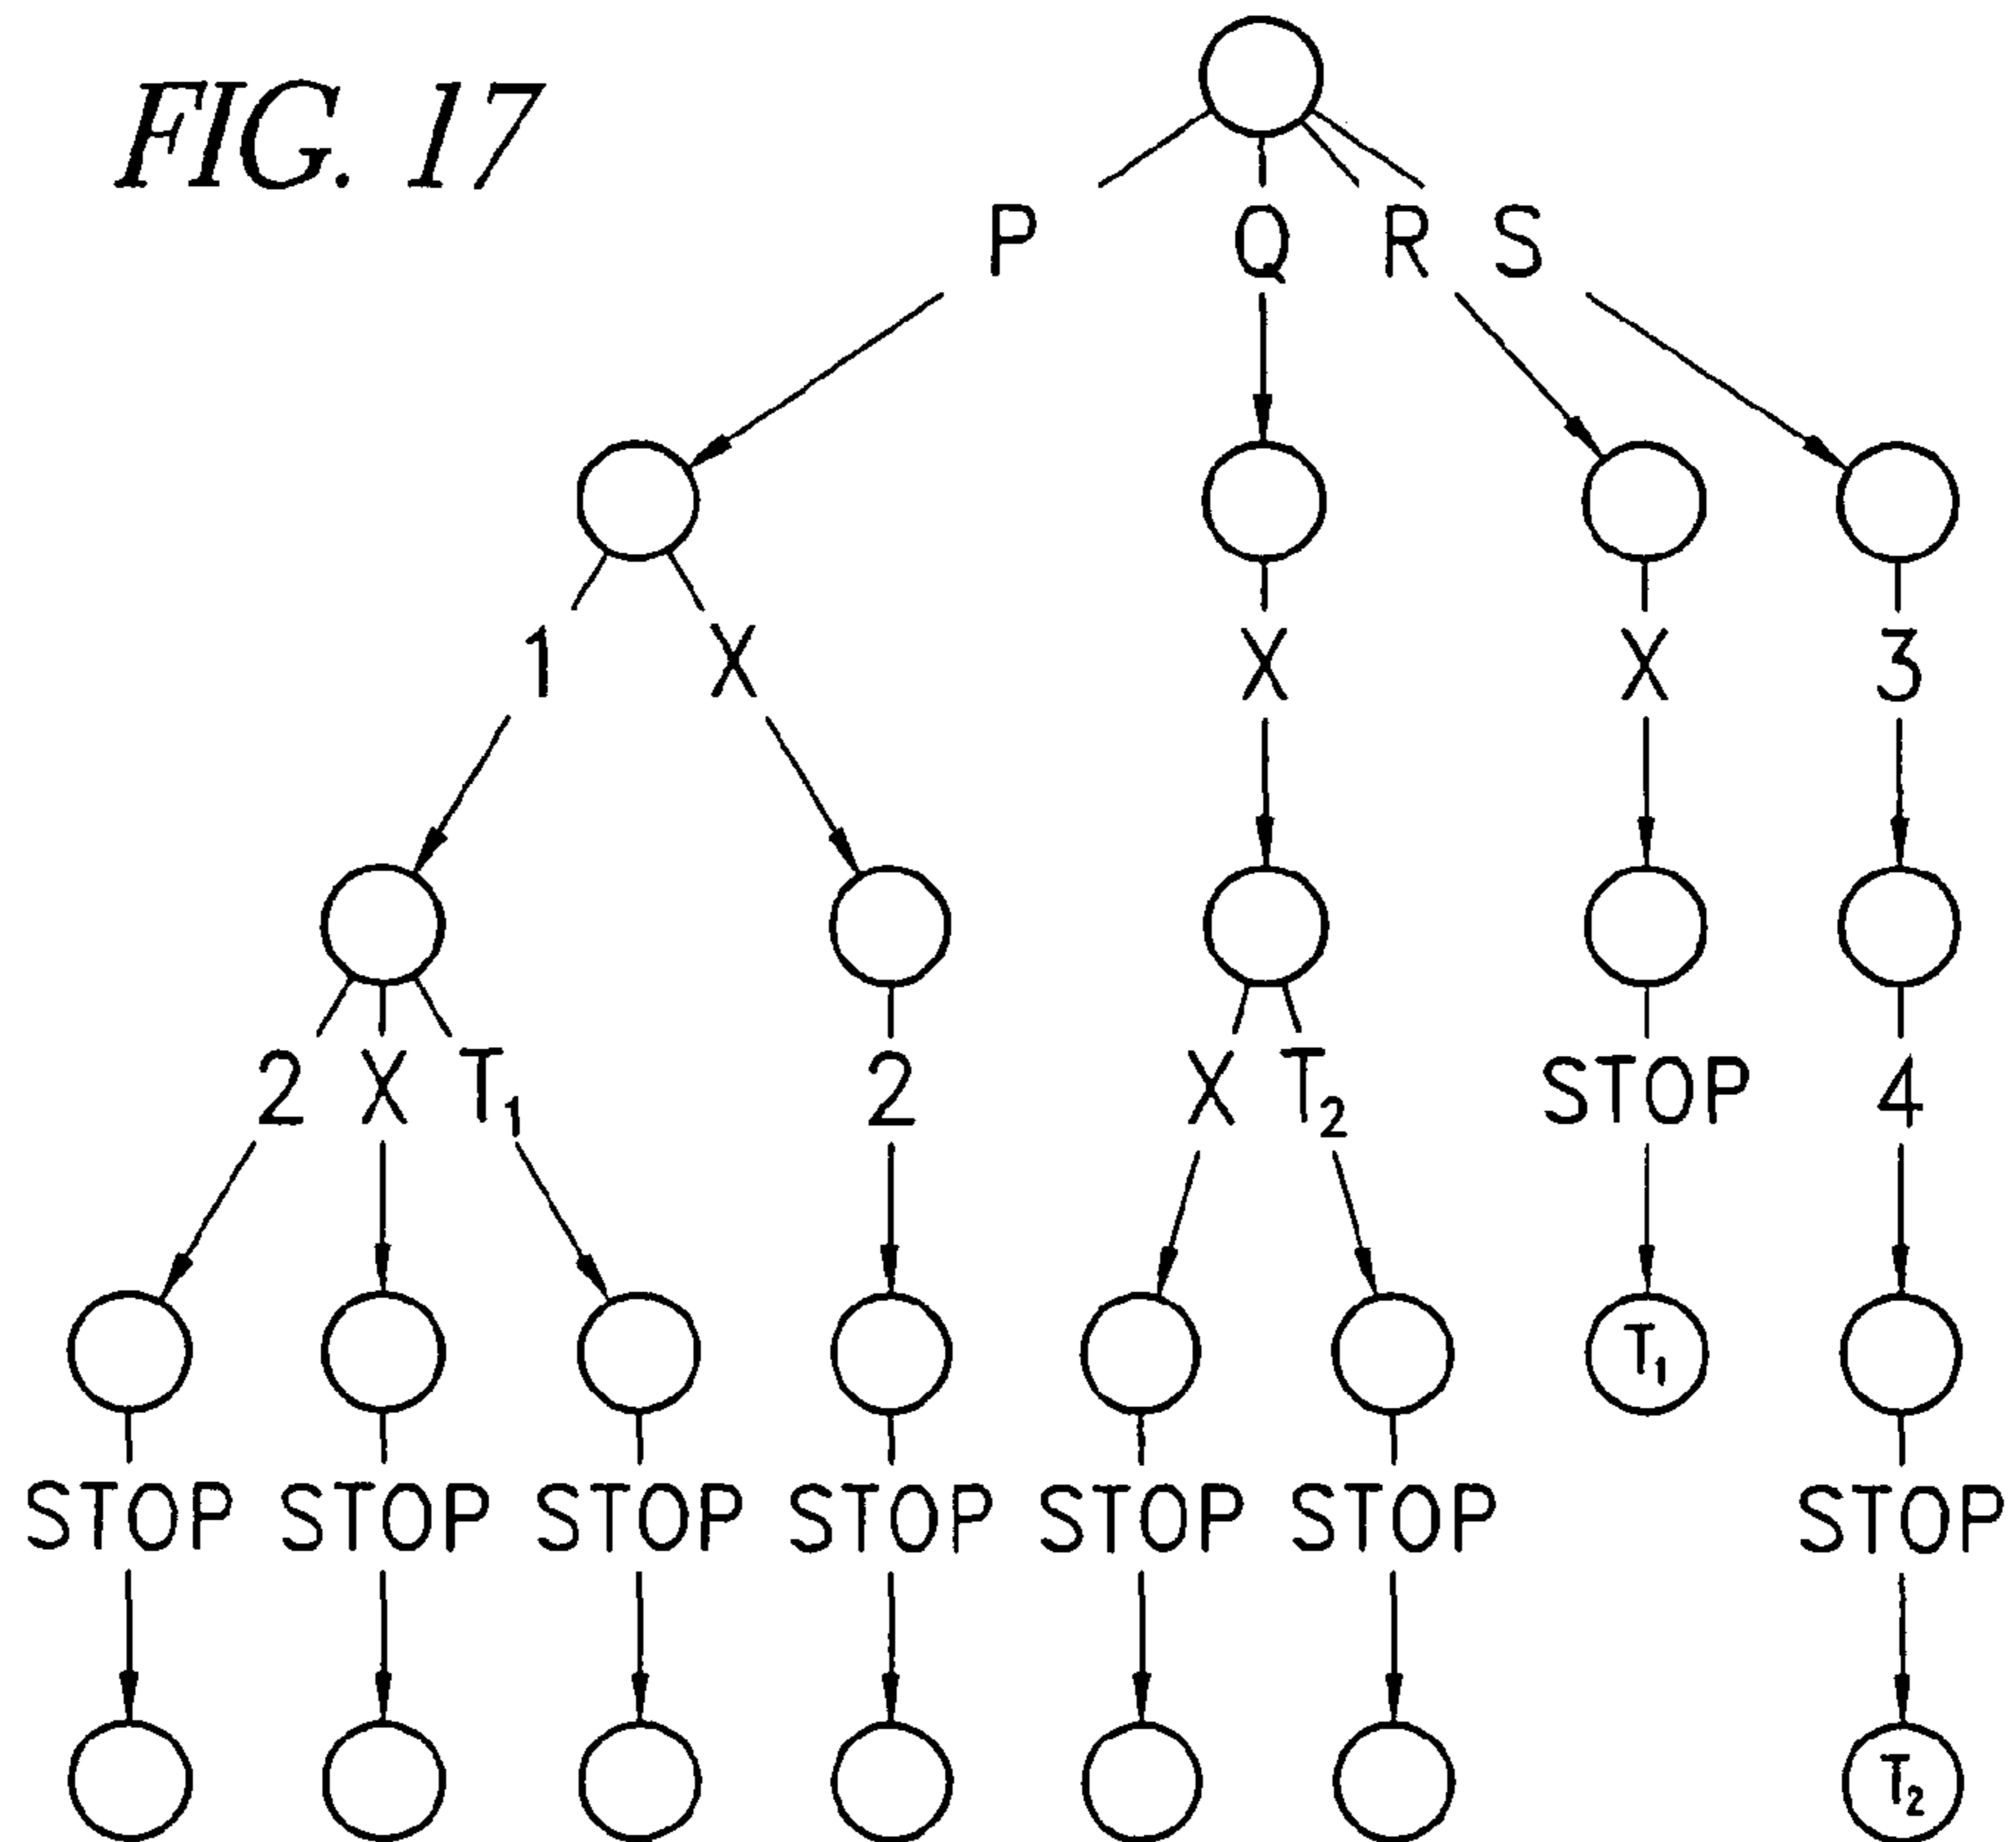 FIG. 17
P Q R S
1 X X X 3
2 X T₁ 2 X T₂ STOP 4
T₁
STOP STOP STOP STOP STOP STOP STOP
T₂